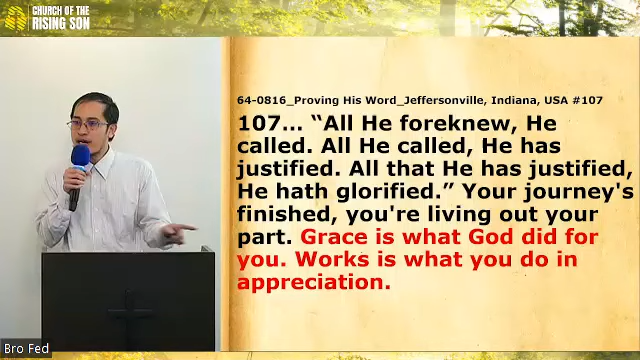 CHURCH OF THE
RISING SON
64-0816_Proving His Word_Jeffersonville, Indiana, USA #107
107... “All He foreknew, He
called. All He called, He has
justified. All that He has justified,
He hath glorified.” Your journey's
finished, you're living out your
part. Grace is what God did for
you. Works is what you do in
appreciation.
Bro Fed